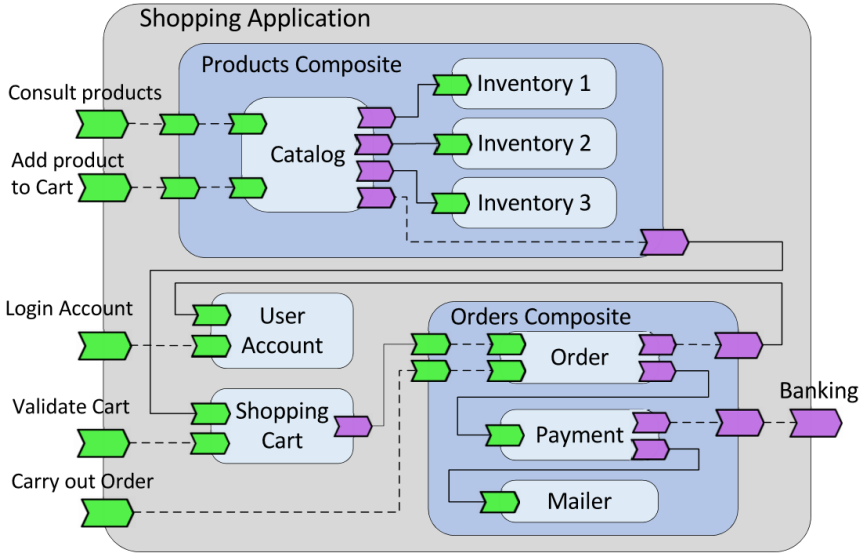 Shopping Application
Products Composite
Consult products
Inventory 1
Add product
to Cart
Catalog
Inventory 2
Inventory 3
Login Account
User
Account
Orders Composite
Order
Validate Cart
Shopping
Cart
Banking
Payment
Carry out Order
Mailer